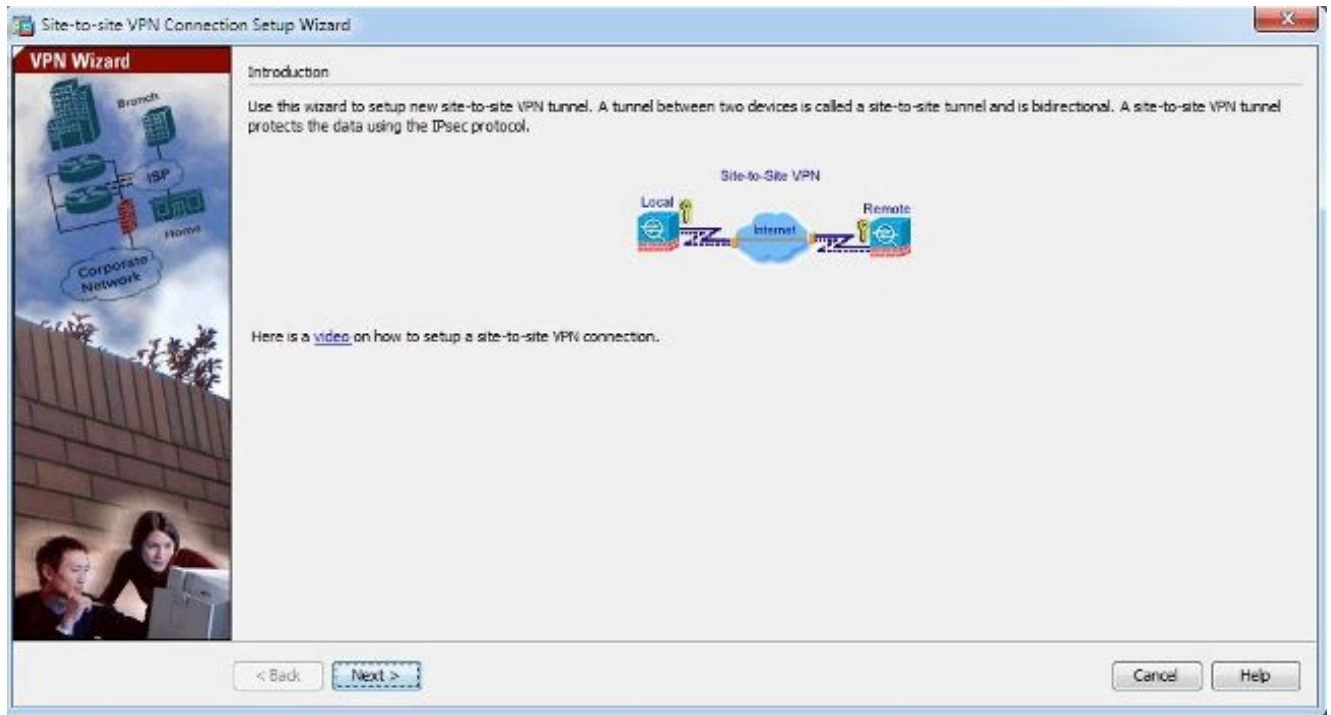 Site-to-site VPN Connection Setup Wizard
VPN Wizard
Branch
ISP
Home
Corporate
Network
Introduction
Use this wizard to setup new site-to-site VPN tunnel. A tunnel between two devices is called a site-to-site tunnel and is bidirectional. A site-to-site VPN tunnel
protects the data using the IPsec protocol.
Site-to-Site VPN
Local
Remote
Internet
Here is a video on how to setup a site-to-site VPN connection.
< Back Next > Cancel Help